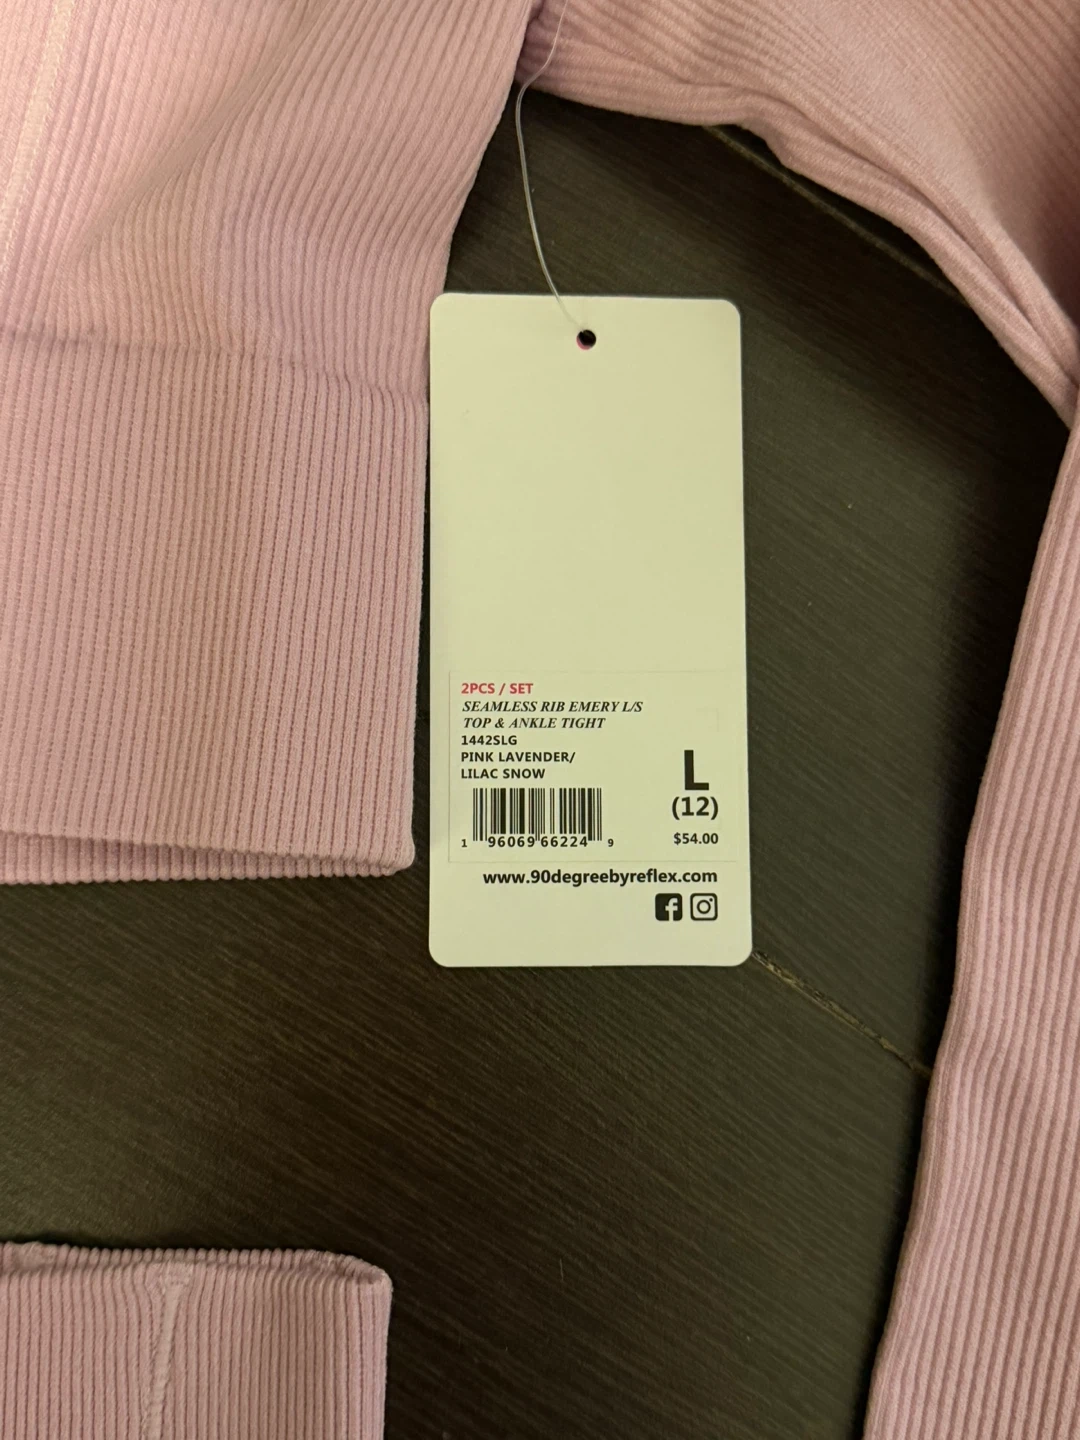 2PCS / SET
SEAMLESS RIB EMERY L/S
TOP & ANKLE TIGHT
1442SLG
PINK LAVENDER/
LILAC SNOW
L
(12)
$54.00
1 96069 66224 9
www.90degreebyreflex.com